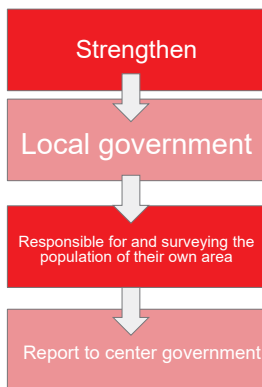 Strengthen
Local government
Responsible for and surveying the
population of their own area
Report to center government